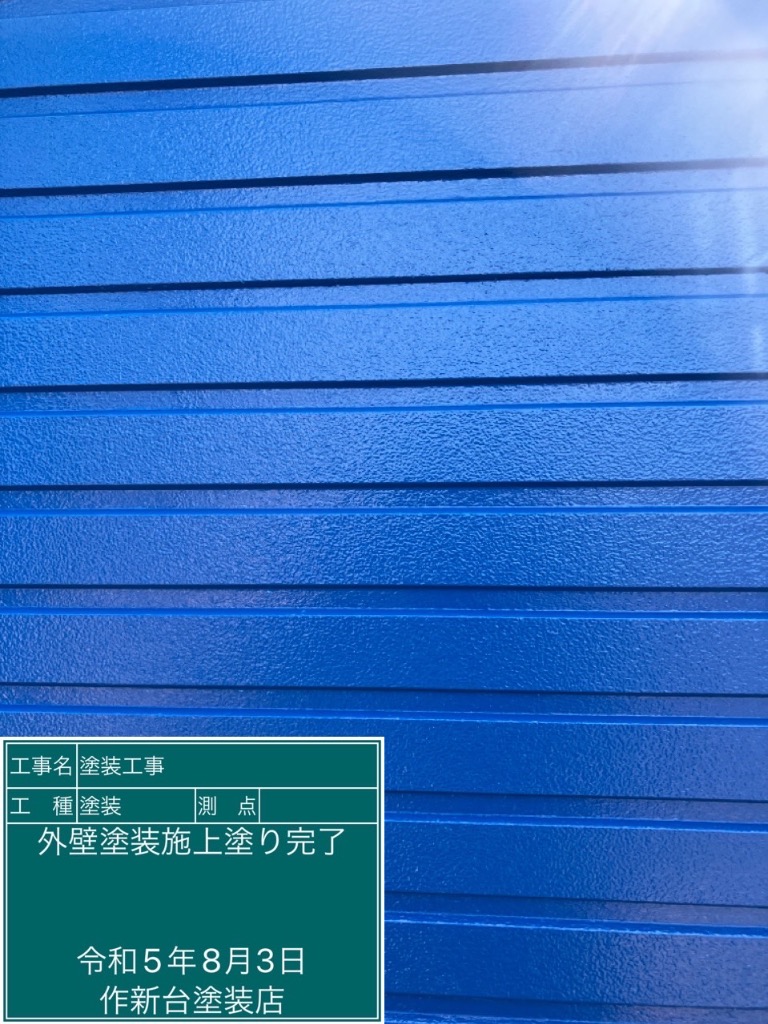 工事名 塗装工事
工 種 塗装 測 点
外壁塗装施上塗り完了
令和5年8月3日
作新台塗装店